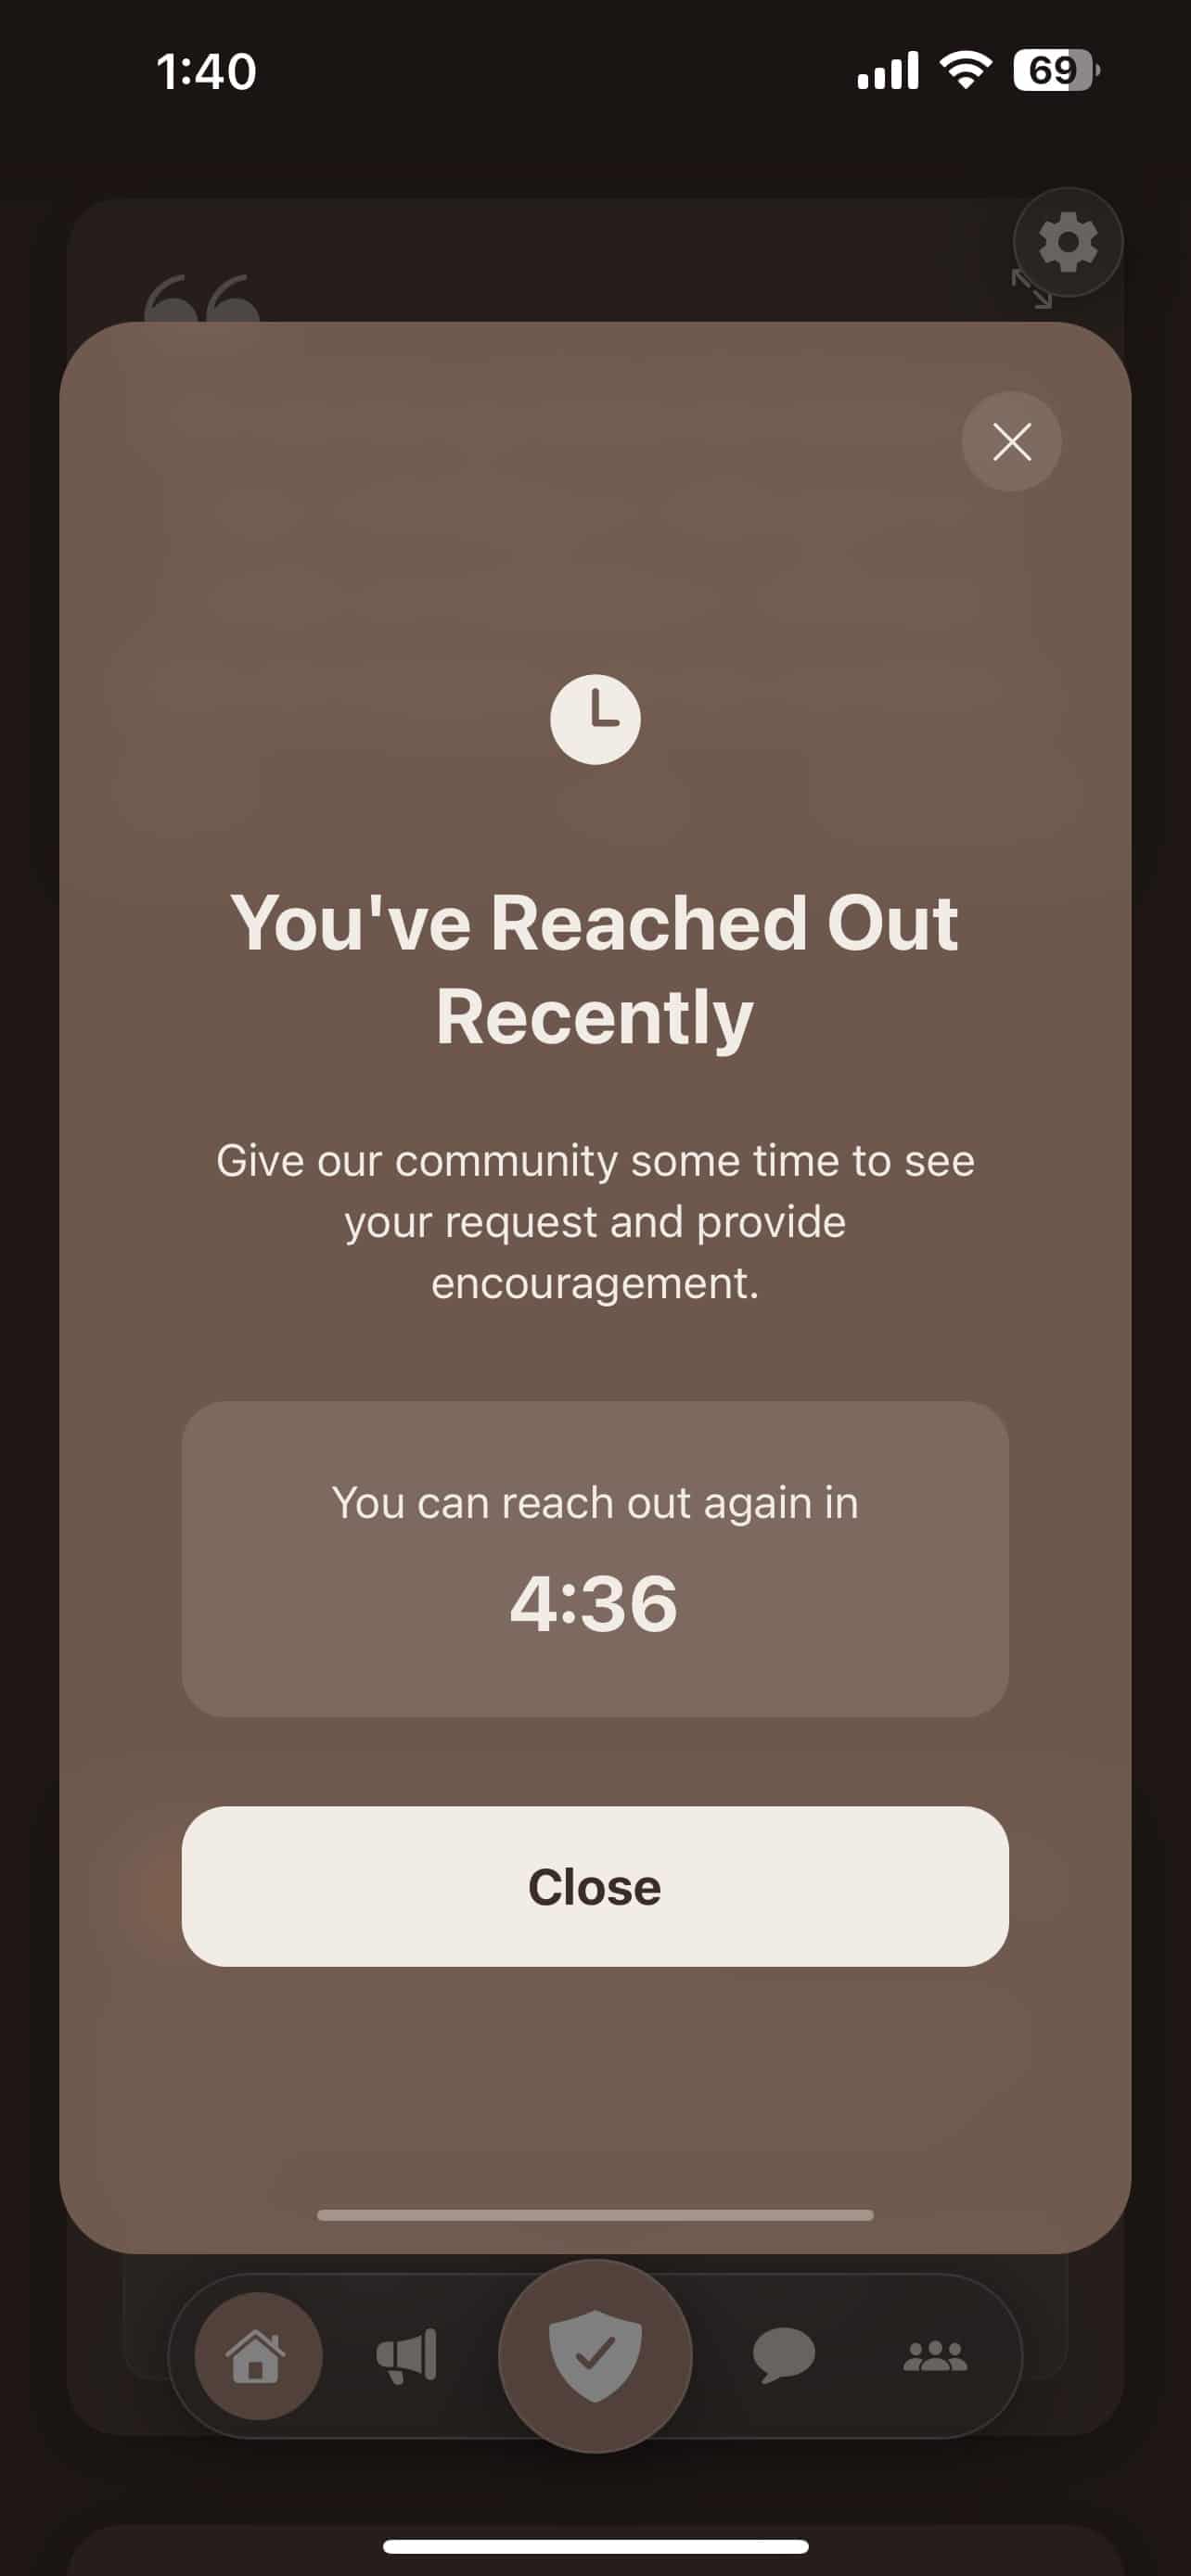 1:40
69
You've Reached Out
Recently
Give our community some time to see
your request and provide
encouragement.
You can reach out again in
4:36
Close